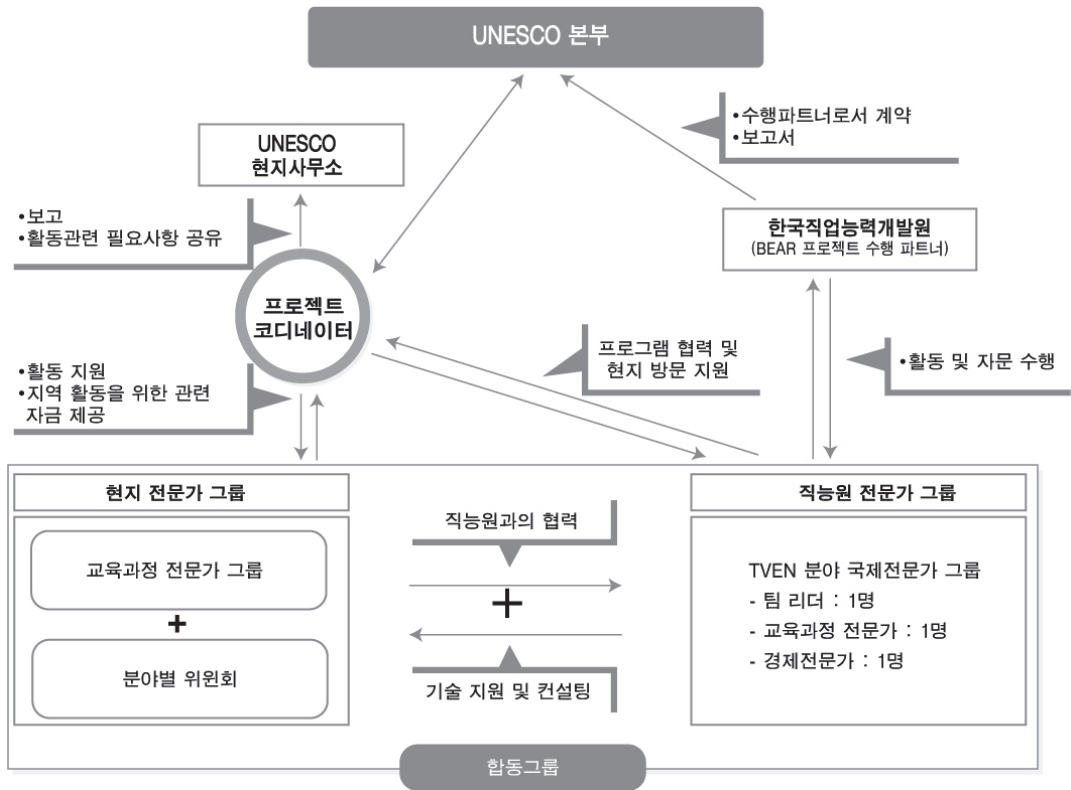 UNESCO 본부
•수행파트너로서 계약
•보고서
UNESCO
현지사무소
•보고
•활동관련 필요사항 공유
한국직업능력개발원
(BEAR 프로젝트 수행 파트너)
프로젝트
코디네이터
•활동 지원
•지역 활동을 위한 관련
자금 제공
프로그램 협력 및
현지 방문 지원
•활동 및 자문 수행
현지 전문가 그룹
교육과정 전문가 그룹
+
분야별 위원회
직능원과의 협력
+
기술 지원 및 컨설팅
직능원 전문가 그룹
TVEN 분야 국제전문가 그룹
- 팀 리더 : 1명
- 교육과정 전문가 : 1명
- 경제전문가 : 1명
합동그룹